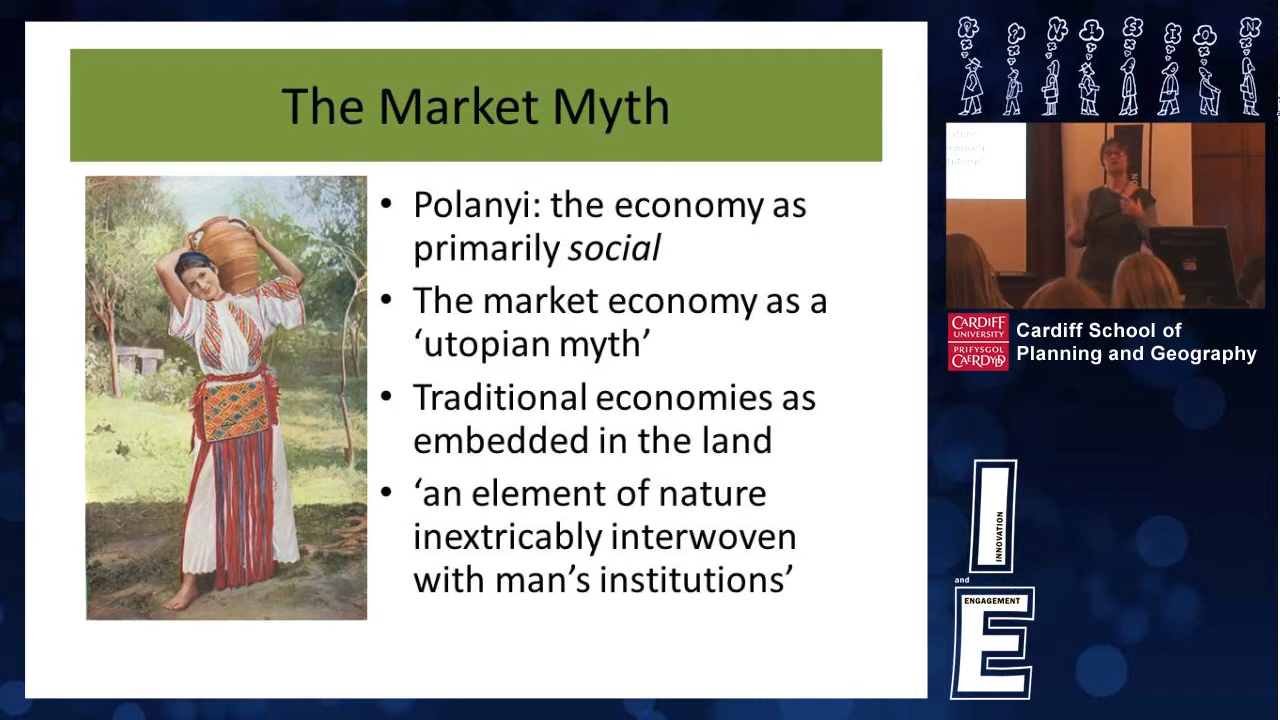 The Market Myth
• Polanyi: the economy as
primarily social
• The market economy as a
‘utopian myth’
• Traditional economies as
embedded in the land
• ‘an element of nature
inextricably interwoven
with man’s institutions’
nature
CARDIFF
UNIVERSITY
PRIFYSGOL
CAERDYDD
Cardiff School of
Planning and Geography
I
INNOVATION
and
ENGAGEMENT
E